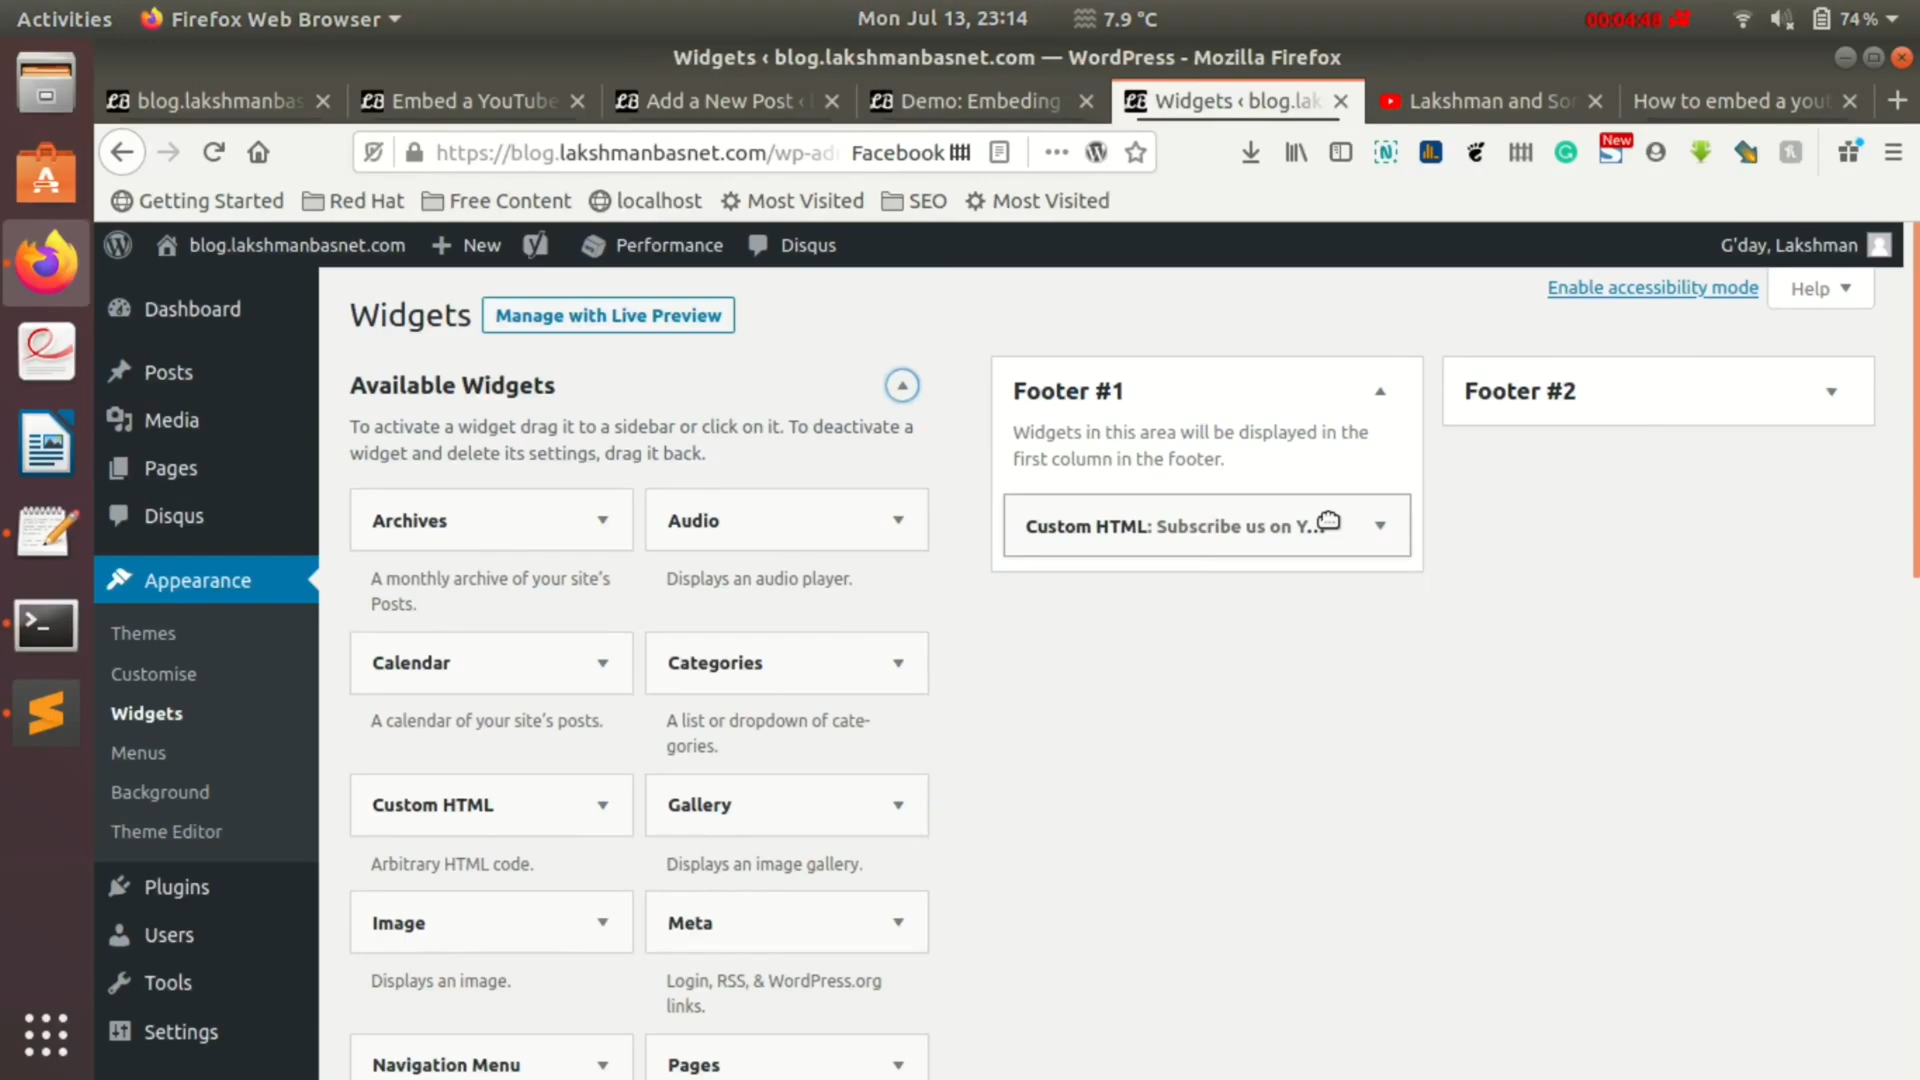 Activities
Firefox Web Browser
Mon Jul 13, 23:14
7.9 °C
00:04:48
74 %
Widgets ‹ blog.lakshmanbasnet.com — WordPress - Mozilla Firefox
blog.lakshmanbas
Embed a YouTube
Add a New Post ‹
Demo: Embeding
Widgets ‹ blog.lak
Lakshman and Sor
How to embed a yout
https://blog.lakshmanbasnet.com/wp-adm
Facebook
New
Getting Started
Red Hat
Free Content
localhost
Most Visited
SEO
Most Visited
blog.lakshmanbasnet.com
New
Performance
Disqus
G'day, Lakshman
Dashboard
Posts
Media
Pages
Disqus
Appearance
Themes
Customise
Widgets
Menus
Background
Theme Editor
Plugins
Users
Tools
Settings
Widgets
Manage with Live Preview
Enable accessibility mode
Help
Available Widgets
To activate a widget drag it to a sidebar or click on it. To deactivate a
widget and delete its settings, drag it back.
Archives
A monthly archive of your site's
Posts.
Audio
Displays an audio player.
Calendar
A calendar of your site's posts.
Categories
A list or dropdown of cate-
gories.
Custom HTML
Arbitrary HTML code.
Gallery
Displays an image gallery.
Image
Displays an image.
Meta
Login, RSS, & WordPress.org
links.
Navigation Menu
Pages
Footer #1
Widgets in this area will be displayed in the
first column in the footer.
Custom HTML: Subscribe us on Y...
Footer #2